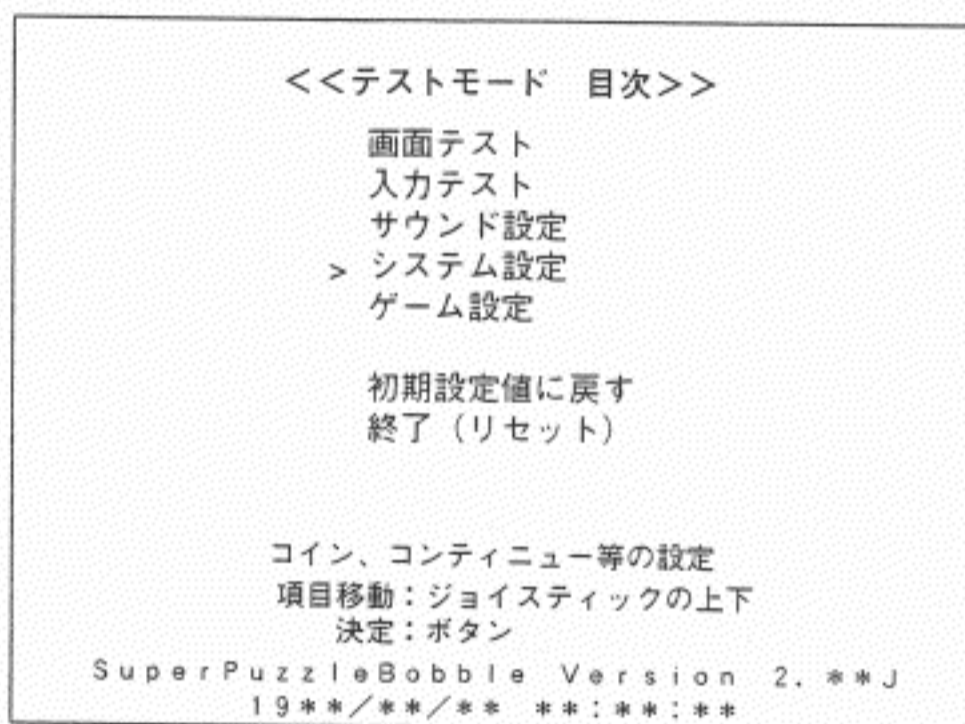 <<テストモード　目次>>
画面テスト
入力テスト
サウンド設定
> システム設定
ゲーム設定
初期設定値に戻す
終了（リセット）
コイン、コンティニュー等の設定
項目移動：ジョイスティックの上下
決定：ボタン
SuperPuzzleBobble Version 2.**J
19**/**/** **:**:**